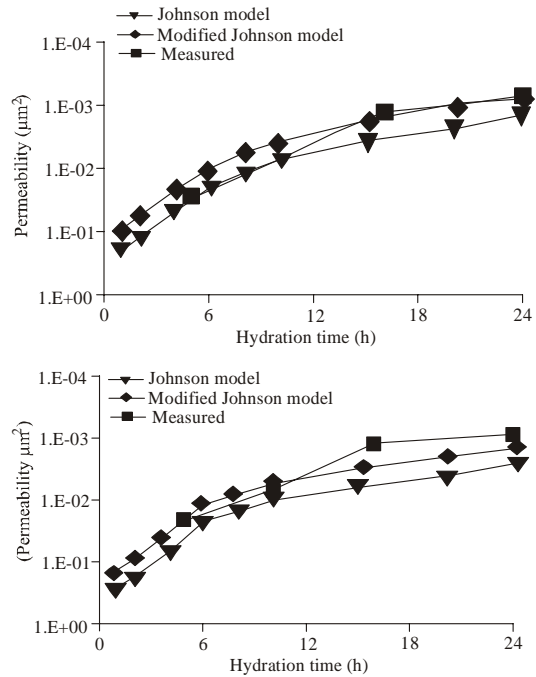 Johnson model
Modified Johnson model
Measured
1.E-04
1.E-03
1.E-02
1.E-01
1.E+00
Permeability (µm²)
0 6 12 18 24
Hydration time (h)
Johnson model
Modified Johnson model
Measured
1.E-04
1.E-03
1.E-02
1.E-01
1.E+00
(Permeability µm²)
0 6 12 18 24
Hydration time (h)